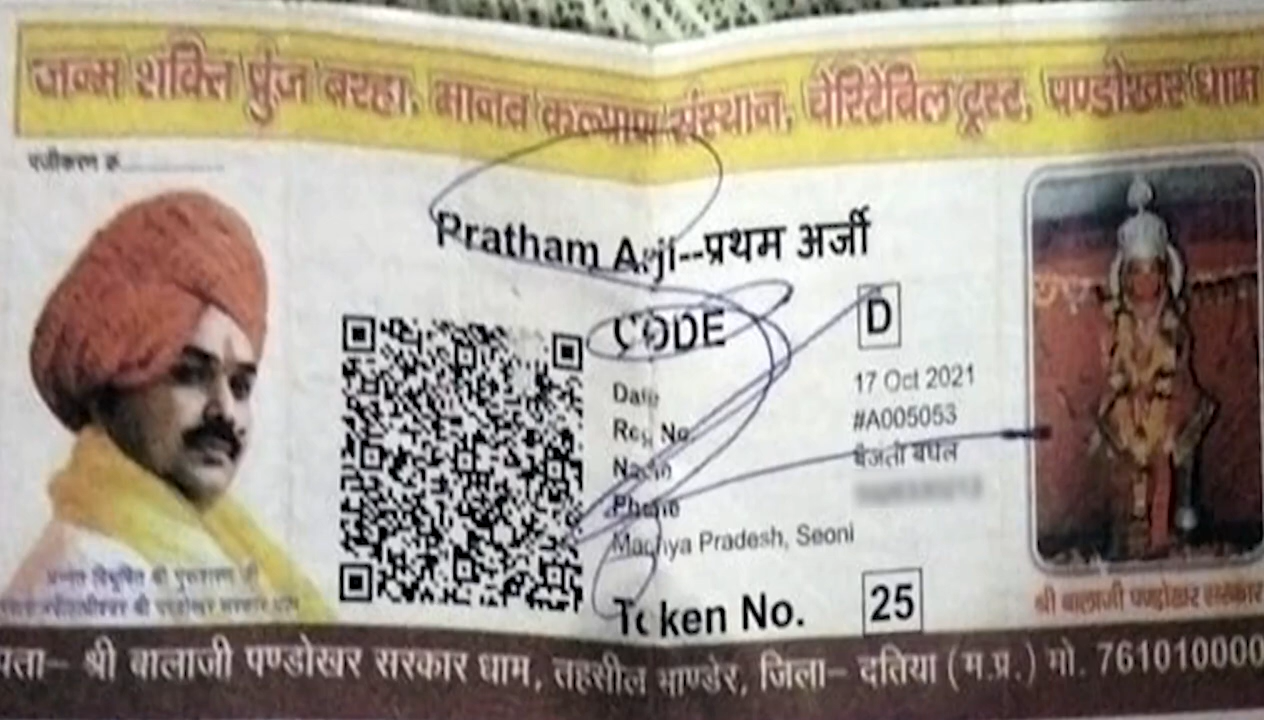 जन्म शक्ति पुंज बरहा, मानव कल्याण संस्थान, चेरिटेबिल ट्रस्ट, पण्डोखर धाम
पंजीकरण क्र.
Pratham Arji--प्रथम अर्जी
CODE D
Date 17 Oct 2021
Reg No. #A005053
Name बैजंती बघेल
Phone
Madhya Pradesh, Seoni
Token No. 25
श्री बालाजी पण्डोखर सरकार
पता– श्री बालाजी पण्डोखर सरकार धाम, तहसील भाण्डेर, जिला– दतिया (म.प्र.) मो. 761010000